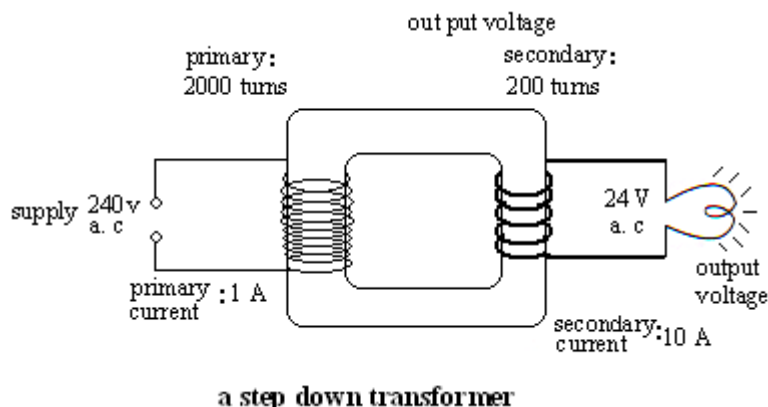 out put voltage
primary:
2000 turns
secondary:
200 turns
supply
240v
a. c
24 V
a. c
primary
current :1 A
output
voltage
secondary:
current :10 A
a step down transformer